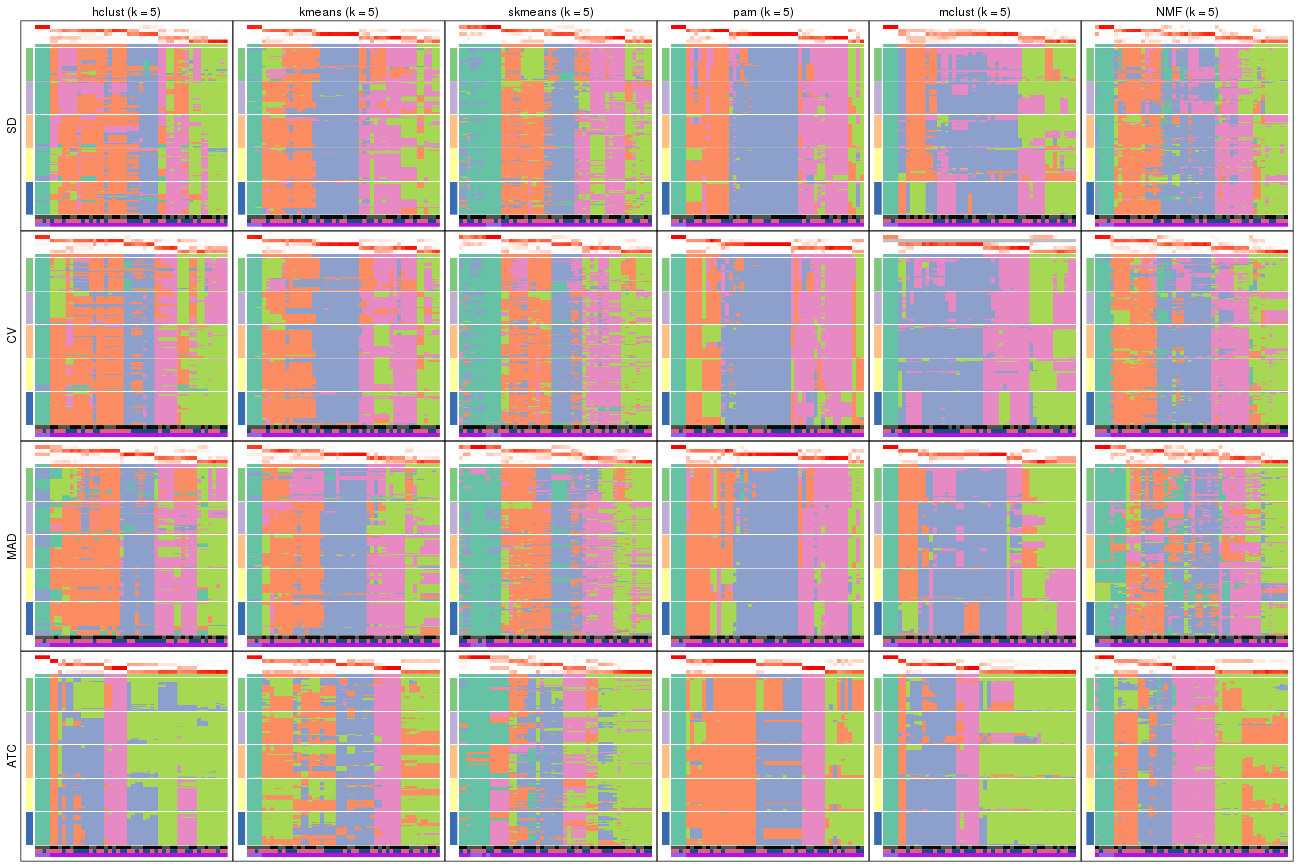 hclust (k = 5) kmeans (k = 5) skmeans (k = 5) pam (k = 5) mclust (k = 5) NMF (k = 5)
SD
CV
MAD
ATC